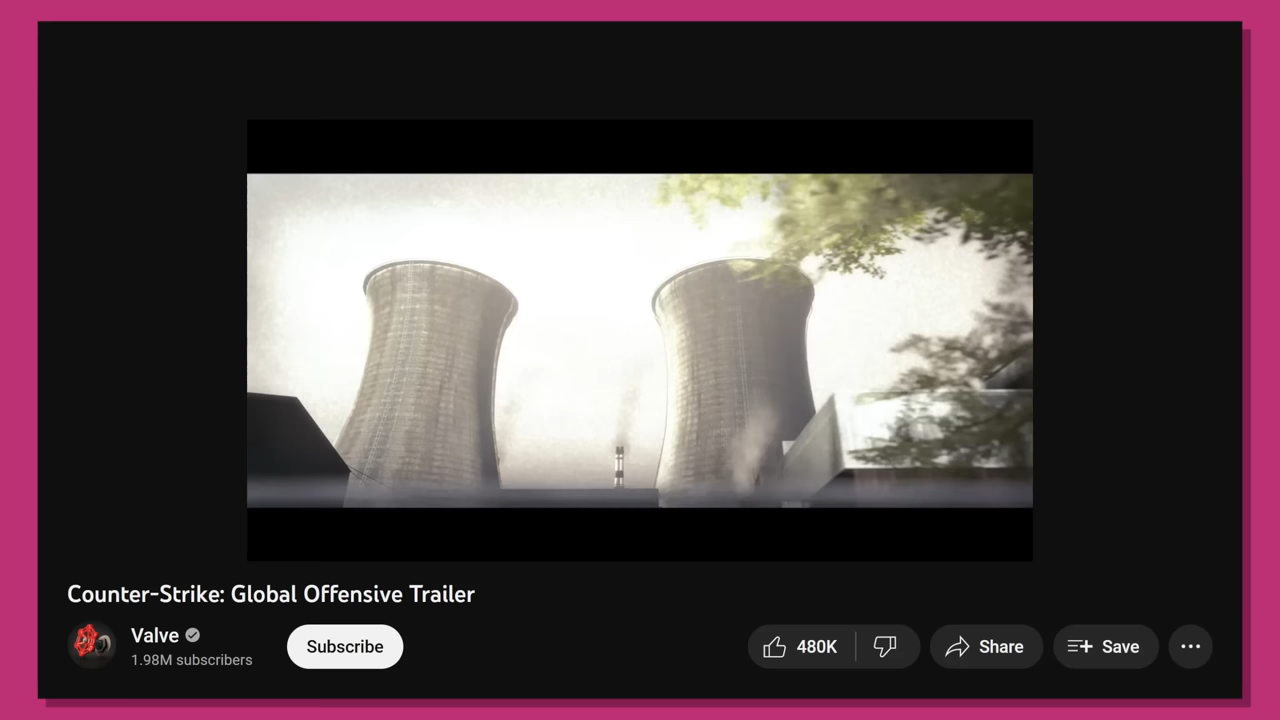 Counter-Strike: Global Offensive Trailer
Valve
1.98M subscribers
Subscribe
480K
Share
Save